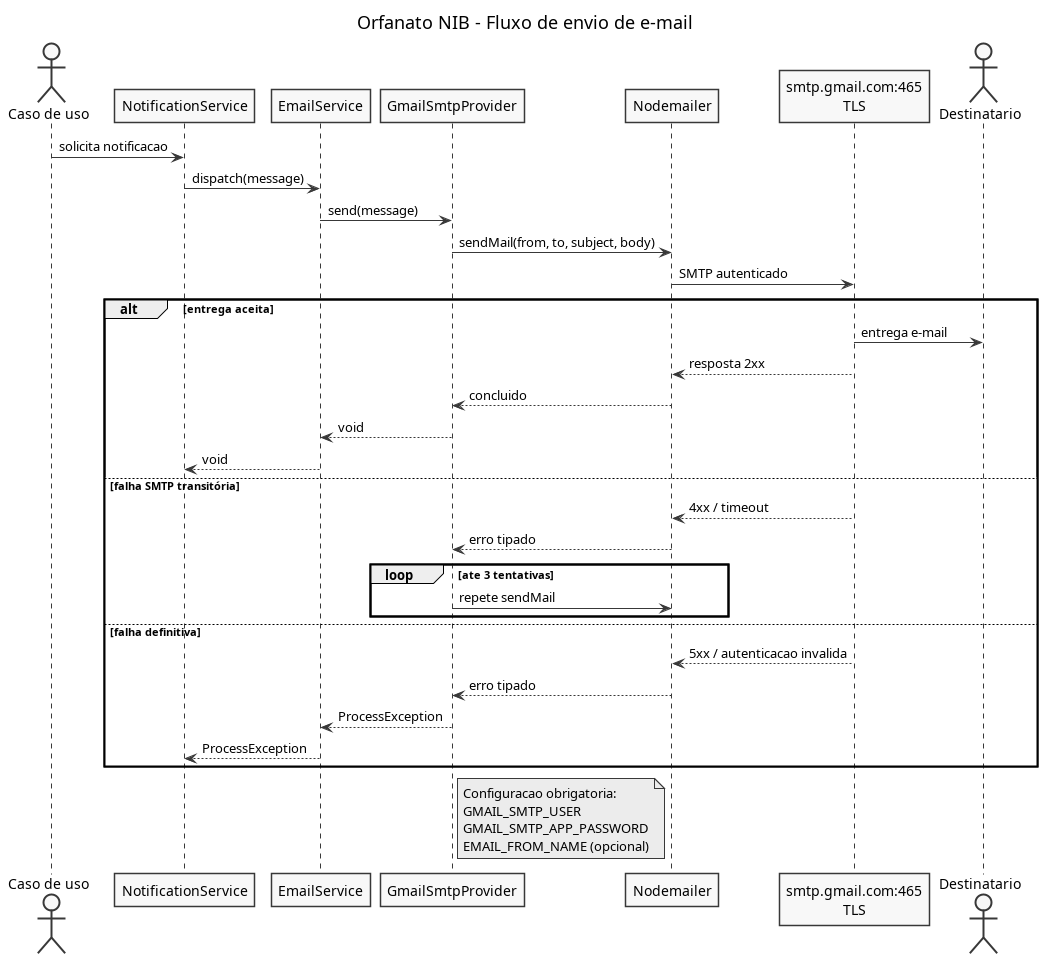 Orfanato NIB - Fluxo de envio de e-mail
Caso de uso
NotificationService
EmailService
GmailSmtpProvider
Nodemailer
smtp.gmail.com:465
TLS
Destinatario
solicita notificacao
dispatch(message)
send(message)
sendMail(from, to, subject, body)
SMTP autenticado
alt
[entrega aceita]
entrega e-mail
resposta 2xx
concluido
void
void
[falha SMTP transitória]
4xx / timeout
erro tipado
loop
[ate 3 tentativas]
repete sendMail
[falha definitiva]
5xx / autenticacao invalida
erro tipado
ProcessException
ProcessException
Configuracao obrigatoria:
GMAIL_SMTP_USER
GMAIL_SMTP_APP_PASSWORD
EMAIL_FROM_NAME (opcional)
Caso de uso
NotificationService
EmailService
GmailSmtpProvider
Nodemailer
smtp.gmail.com:465
TLS
Destinatario